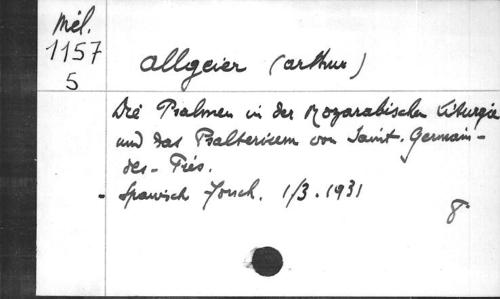 Mél.
1157
5
Allgeier (Arthur)
Die Psalmen in der Mozarabischen Liturgie
und das Psalterium von Saint-Germain-
des-Prés.
- Spanisch Forsch. 1/3. 1931
8°